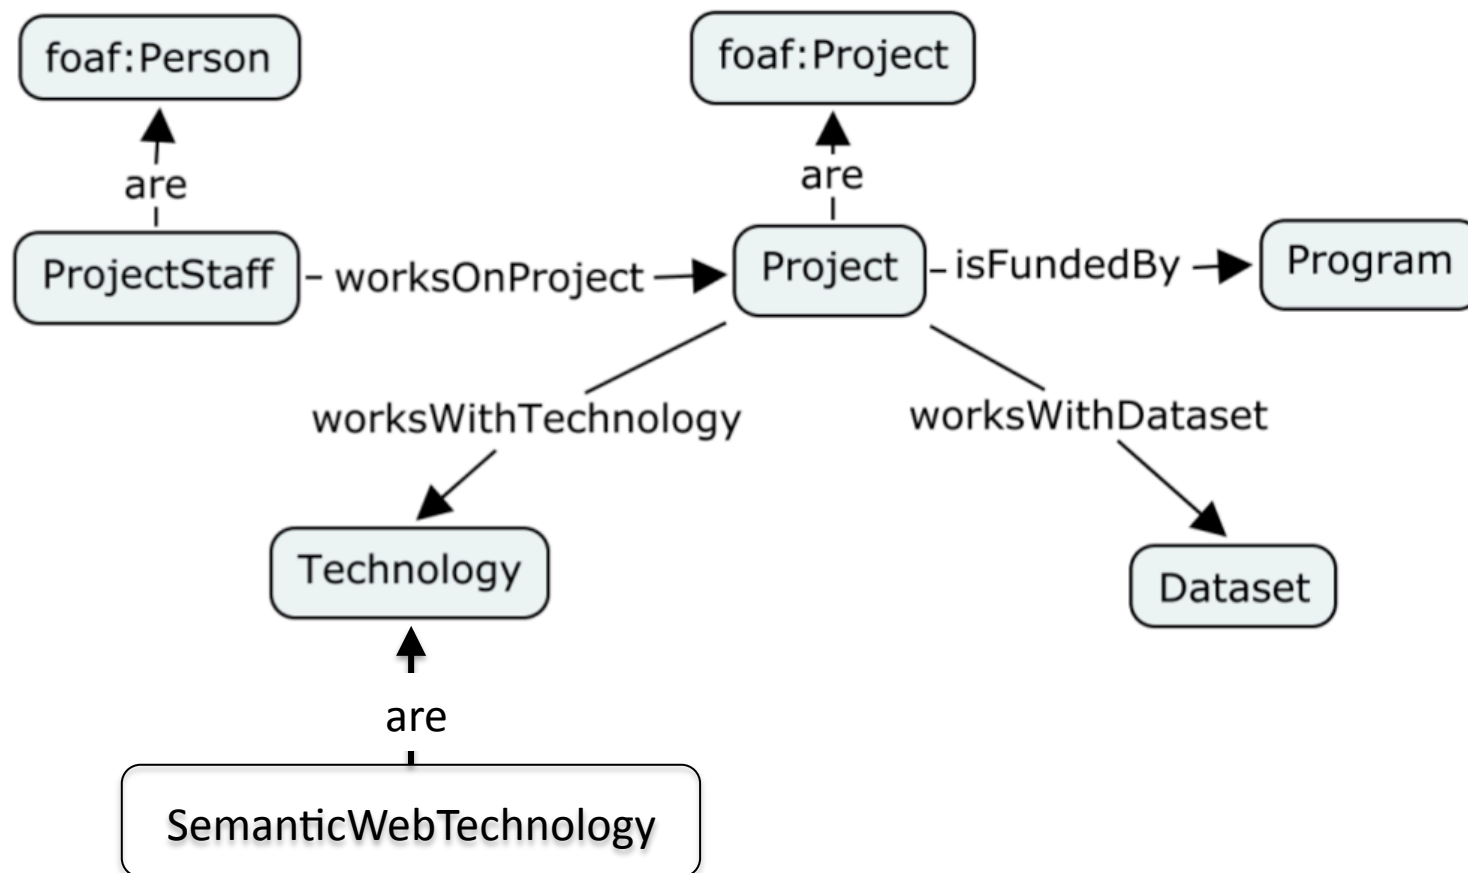 foaf:Person
foaf:Project
are
are
ProjectStaff
worksOnProject
Project
isFundedBy
Program
worksWithTechnology
worksWithDataset
Technology
Dataset
are
SemanticWebTechnology